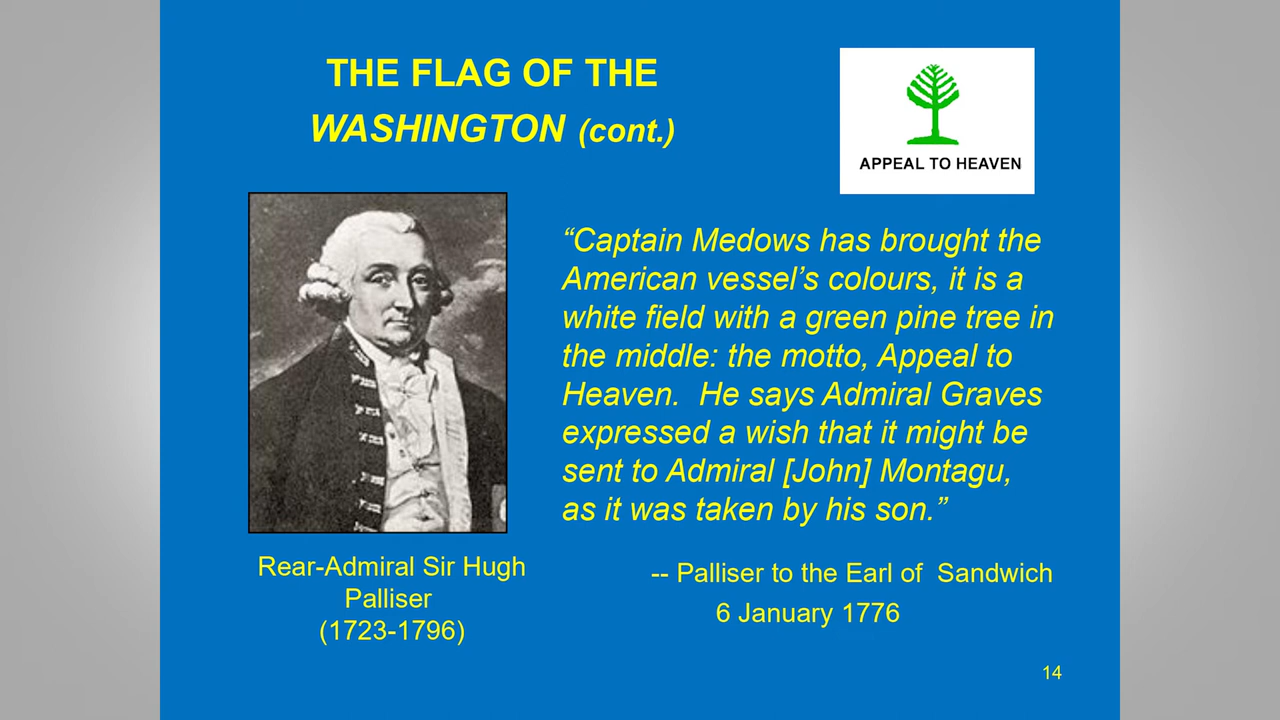 THE FLAG OF THE
WASHINGTON (cont.)
APPEAL TO HEAVEN
“Captain Medows has brought the
American vessel’s colours, it is a
white field with a green pine tree in
the middle: the motto, Appeal to
Heaven.  He says Admiral Graves
expressed a wish that it might be
sent to Admiral [John] Montagu,
as it was taken by his son.”
Rear-Admiral Sir Hugh
Palliser
(1723-1796)
-- Palliser to the Earl of  Sandwich
6 January 1776
14